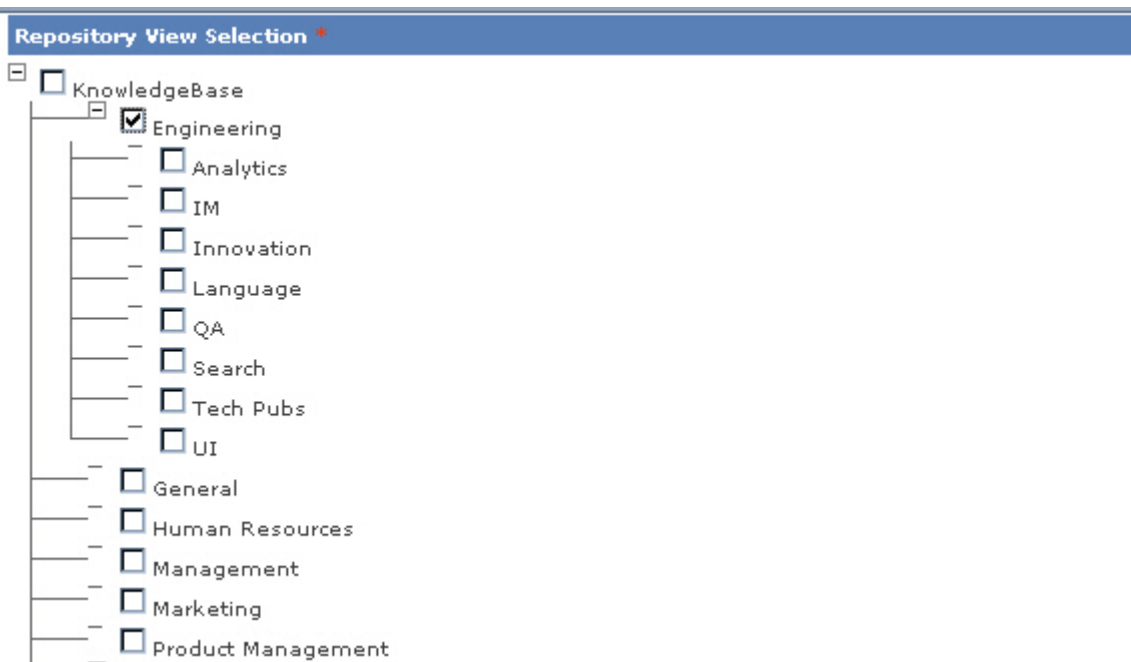 Repository View Selection *
KnowledgeBase
Engineering
Analytics
IM
Innovation
Language
QA
Search
Tech Pubs
UI
General
Human Resources
Management
Marketing
Product Management